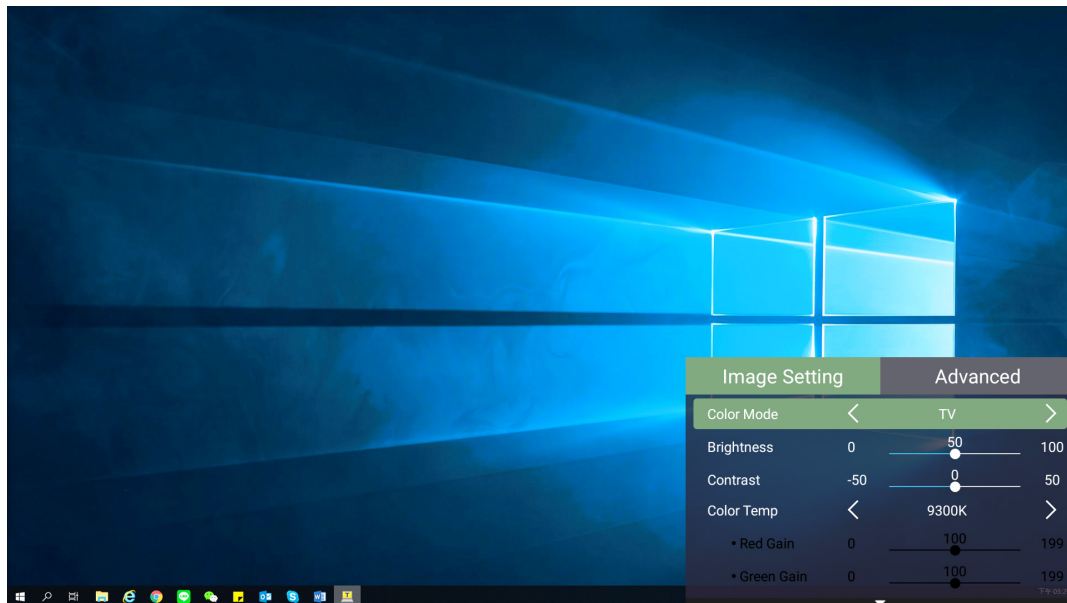 Image Setting Advanced
Color Mode TV
Brightness 0 50 100
Contrast -50 0 50
Color Temp 9300K
• Red Gain 0 100 199
• Green Gain 0 100 199